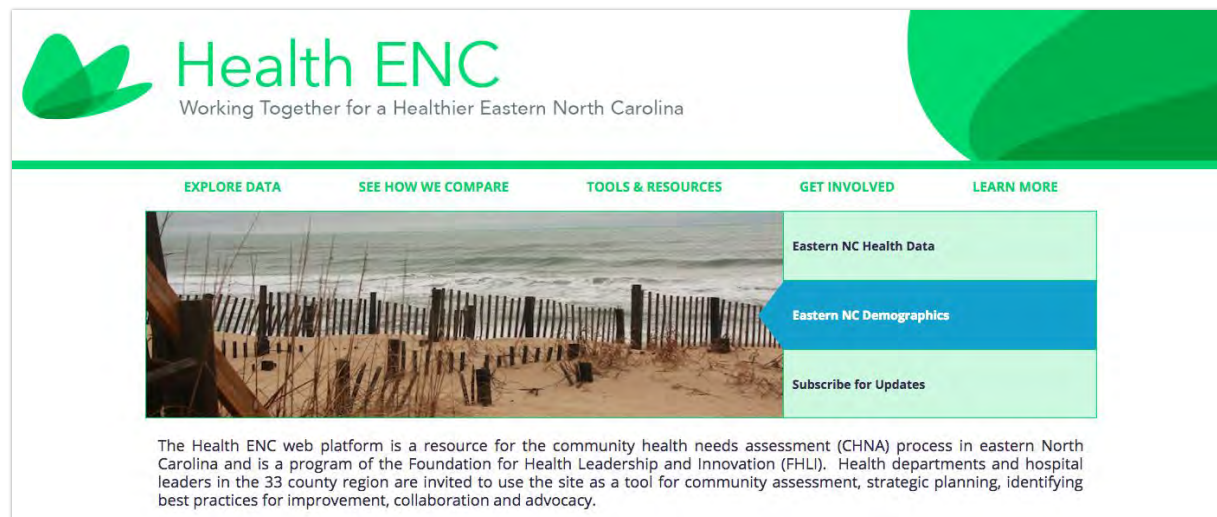 Health ENC
Working Together for a Healthier Eastern North Carolina
EXPLORE DATA SEE HOW WE COMPARE TOOLS & RESOURCES GET INVOLVED LEARN MORE
Eastern NC Health Data
Eastern NC Demographics
Subscribe for Updates
The Health ENC web platform is a resource for the community health needs assessment (CHNA) process in eastern North
Carolina and is a program of the Foundation for Health Leadership and Innovation (FHLI). Health departments and hospital
leaders in the 33 county region are invited to use the site as a tool for community assessment, strategic planning, identifying
best practices for improvement, collaboration and advocacy.